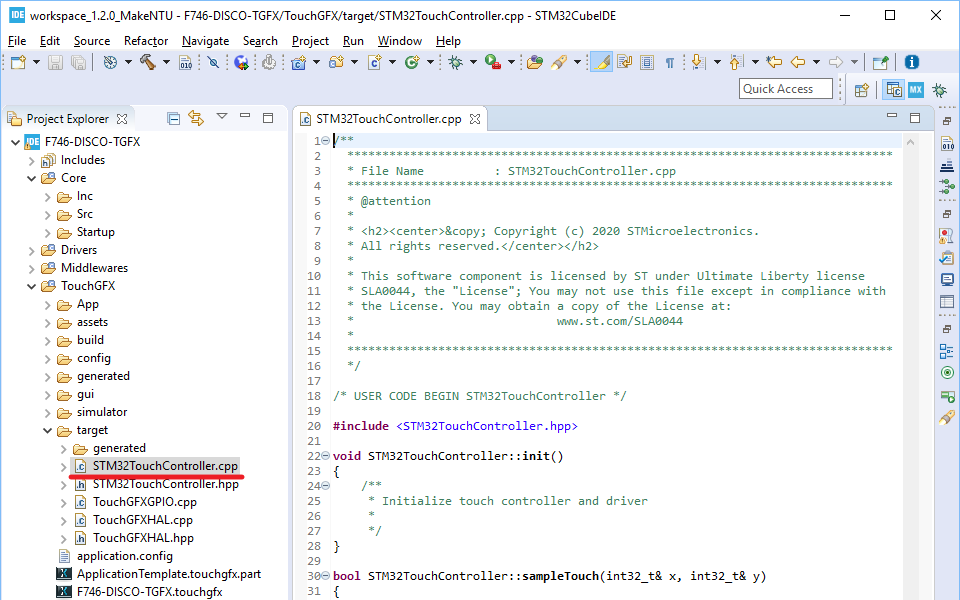 workspace_1.2.0_MakeNTU - F746-DISCO-TGFX/TouchGFX/target/STM32TouchController.cpp - STM32CubeIDE
File Edit Source Refactor Navigate Search Project Run Window Help
Quick Access
Project Explorer
F746-DISCO-TGFX
Includes
Core
Inc
Src
Startup
Drivers
Middlewares
TouchGFX
App
assets
build
config
generated
gui
simulator
target
generated
STM32TouchController.cpp
STM32TouchController.hpp
TouchGFXGPIO.cpp
TouchGFXHAL.cpp
TouchGFXHAL.hpp
application.config
ApplicationTemplate.touchgfx.part
F746-DISCO-TGFX.touchgfx
STM32TouchController.cpp
1 /**
2 ******************************************************************************
3 * File Name : STM32TouchController.cpp
4 ******************************************************************************
5 * @attention
6 *
7 * <h2><center>&copy; Copyright (c) 2020 STMicroelectronics.
8 * All rights reserved.</center></h2>
9 *
10 * This software component is licensed by ST under Ultimate Liberty license
11 * SLA0044, the "License"; You may not use this file except in compliance with
12 * the License. You may obtain a copy of the License at:
13 * www.st.com/SLA0044
14 *
15 ******************************************************************************
16 */
17
18 /* USER CODE BEGIN STM32TouchController */
19
20 #include <STM32TouchController.hpp>
21
22 void STM32TouchController::init()
23 {
24 /**
25 * Initialize touch controller and driver
26 *
27 */
28 }
29
30 bool STM32TouchController::sampleTouch(int32_t& x, int32_t& y)
31 {